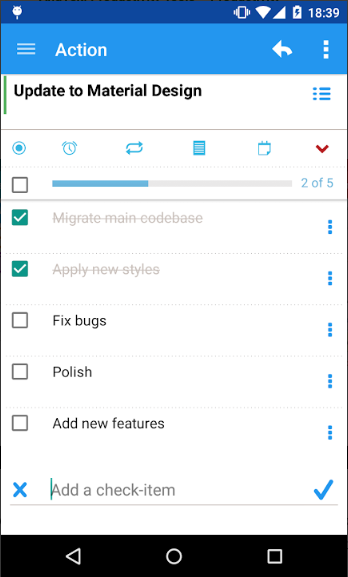 18:39
Action
Update to Material Design
2 of 5
Migrate main codebase
Apply new styles
Fix bugs
Polish
Add new features
Add a check-item